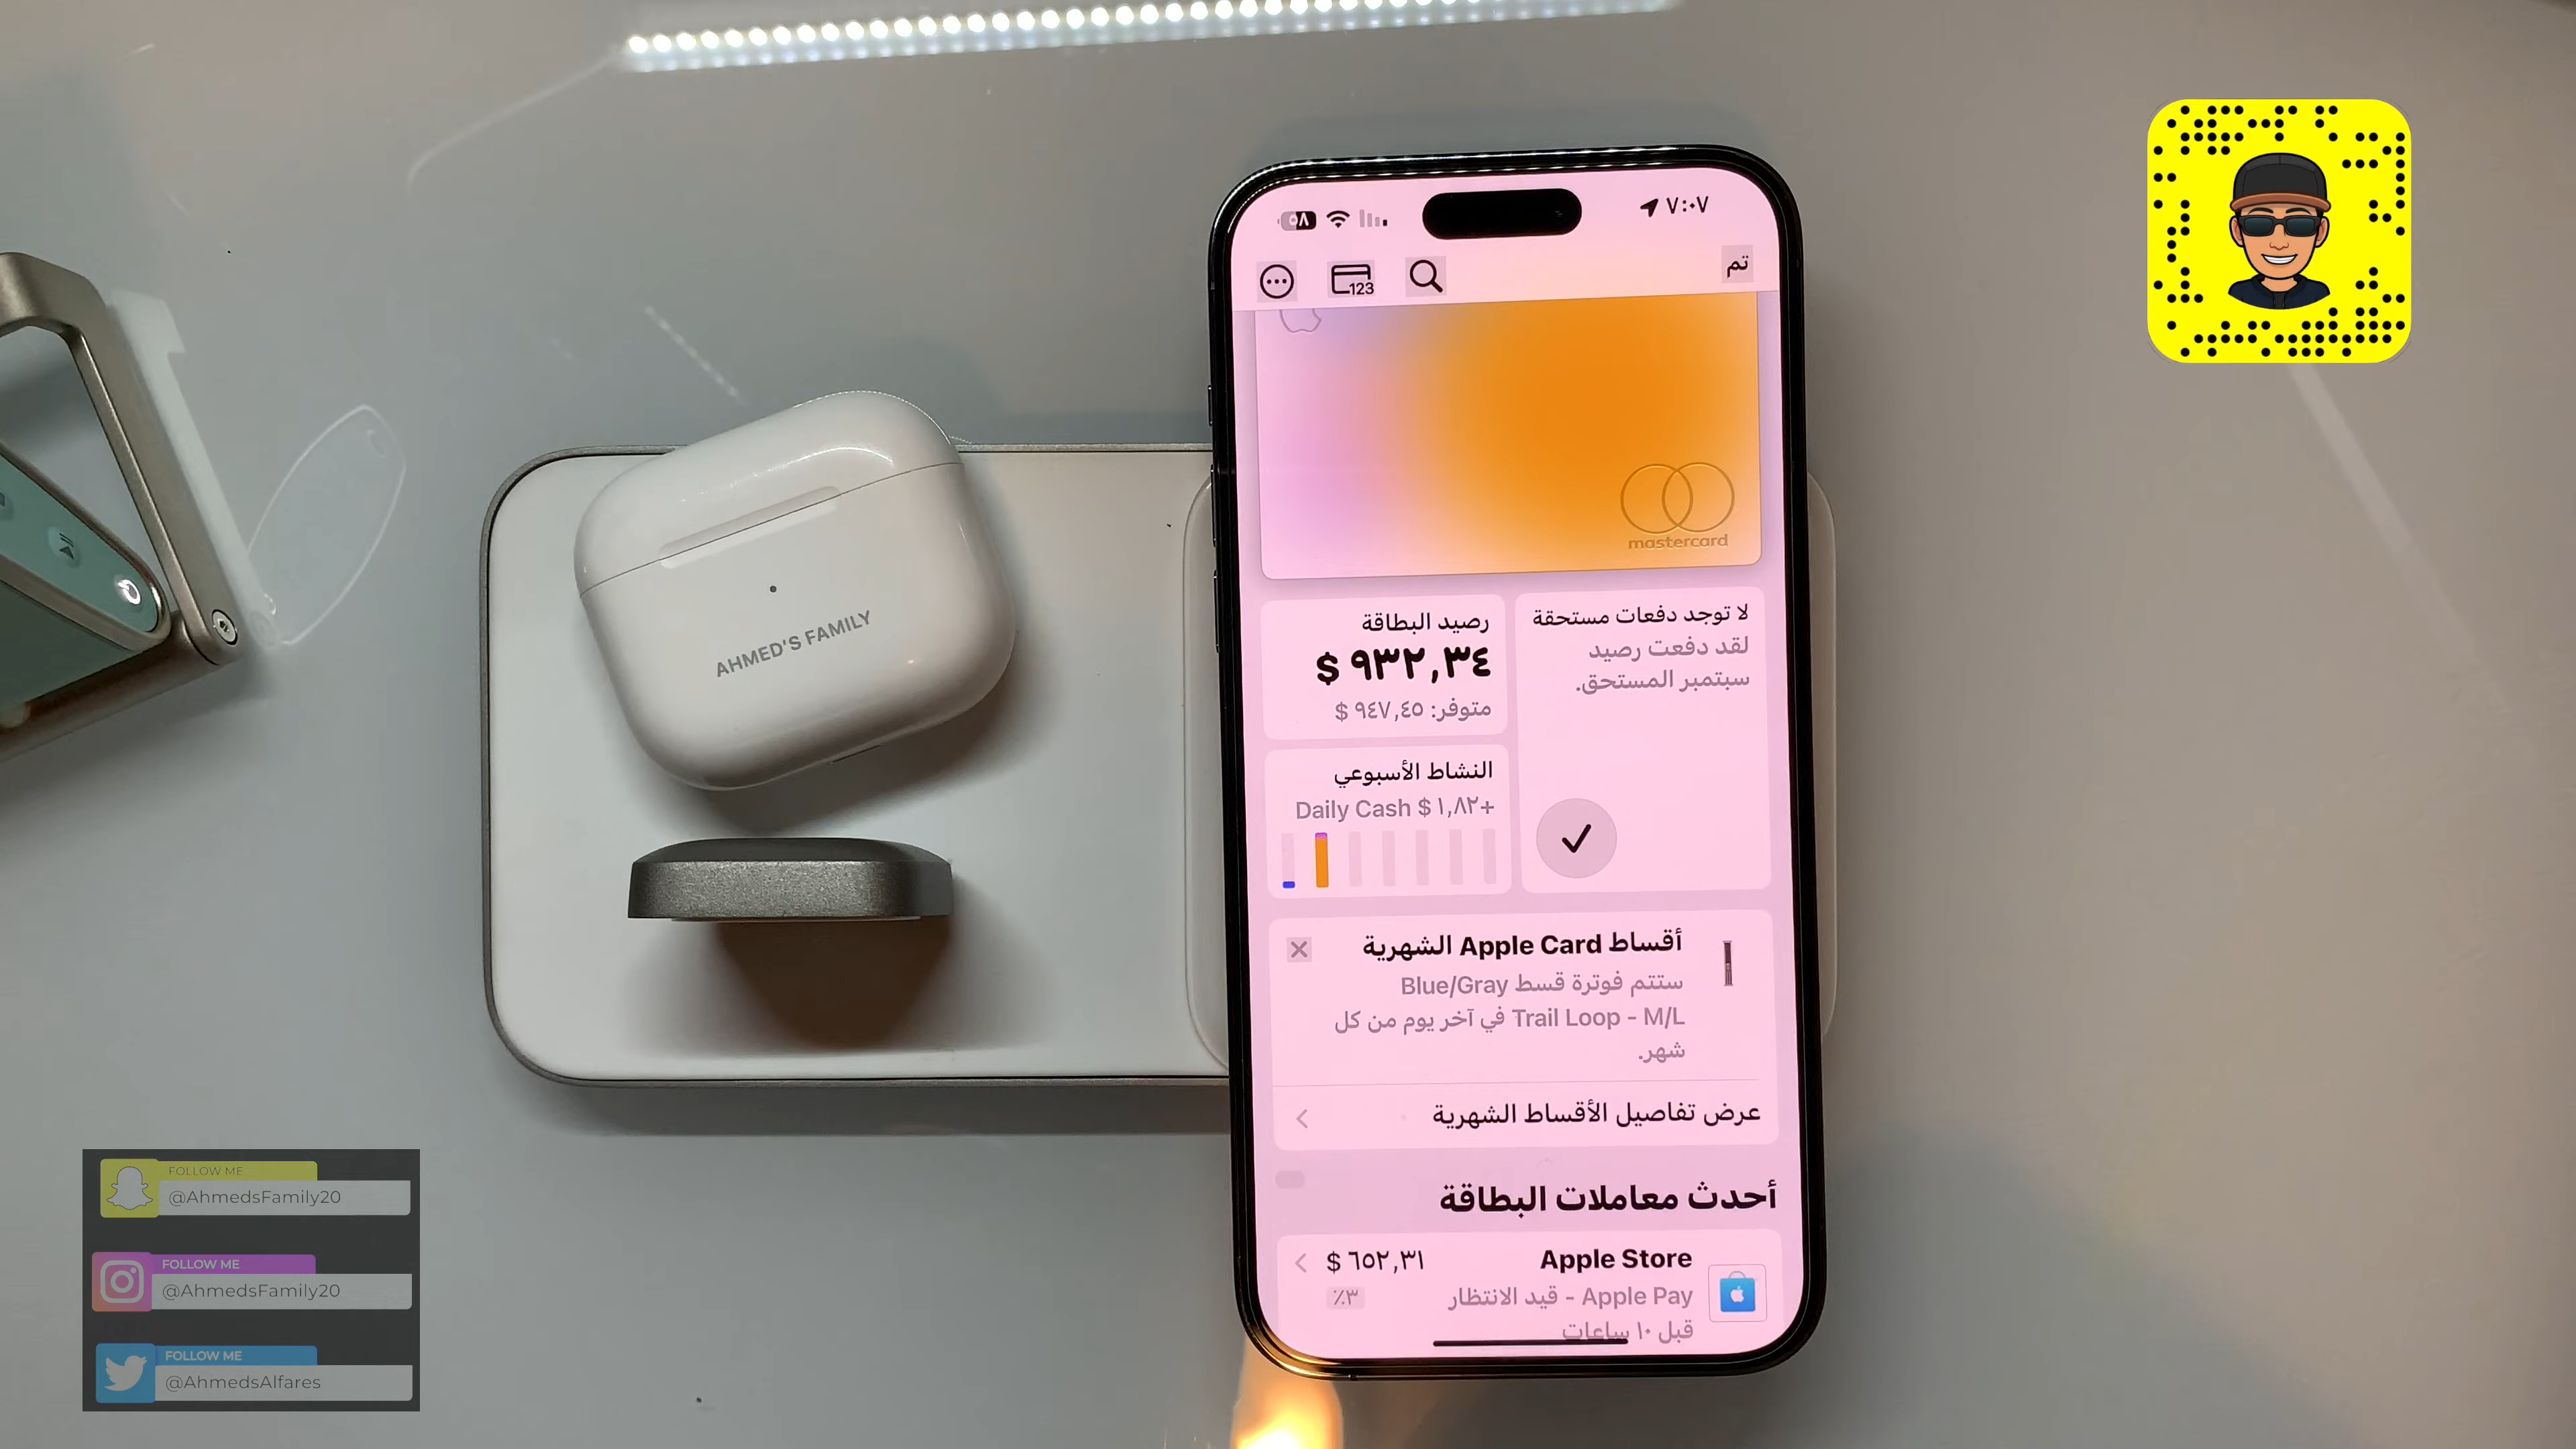 ٧:٠٧
٥٨
تم
123
mastercard
لا توجد دفعات مستحقة
لقد دفعت رصيد
سبتمبر المستحق.
رصيد البطاقة
٩٣٢,٣٤ $
متوفر: ٩٤٧,٤٥ $
النشاط الأسبوعي
+١,٨٢ $ Daily Cash
أقساط Apple Card الشهرية
ستتم فوترة قسط Blue/Gray
Trail Loop - M/L في آخر يوم من كل
شهر.
عرض تفاصيل الأقساط الشهرية
أحدث معاملات البطاقة
Apple Store
٦٥٢,٣١ $
Apple Pay - قيد الانتظار
٣٪
قبل ١٠ ساعات
AHMED'S FAMILY
FOLLOW ME
@AhmedsFamily20
FOLLOW ME
@AhmedsFamily20
FOLLOW ME
@AhmedsAlfares